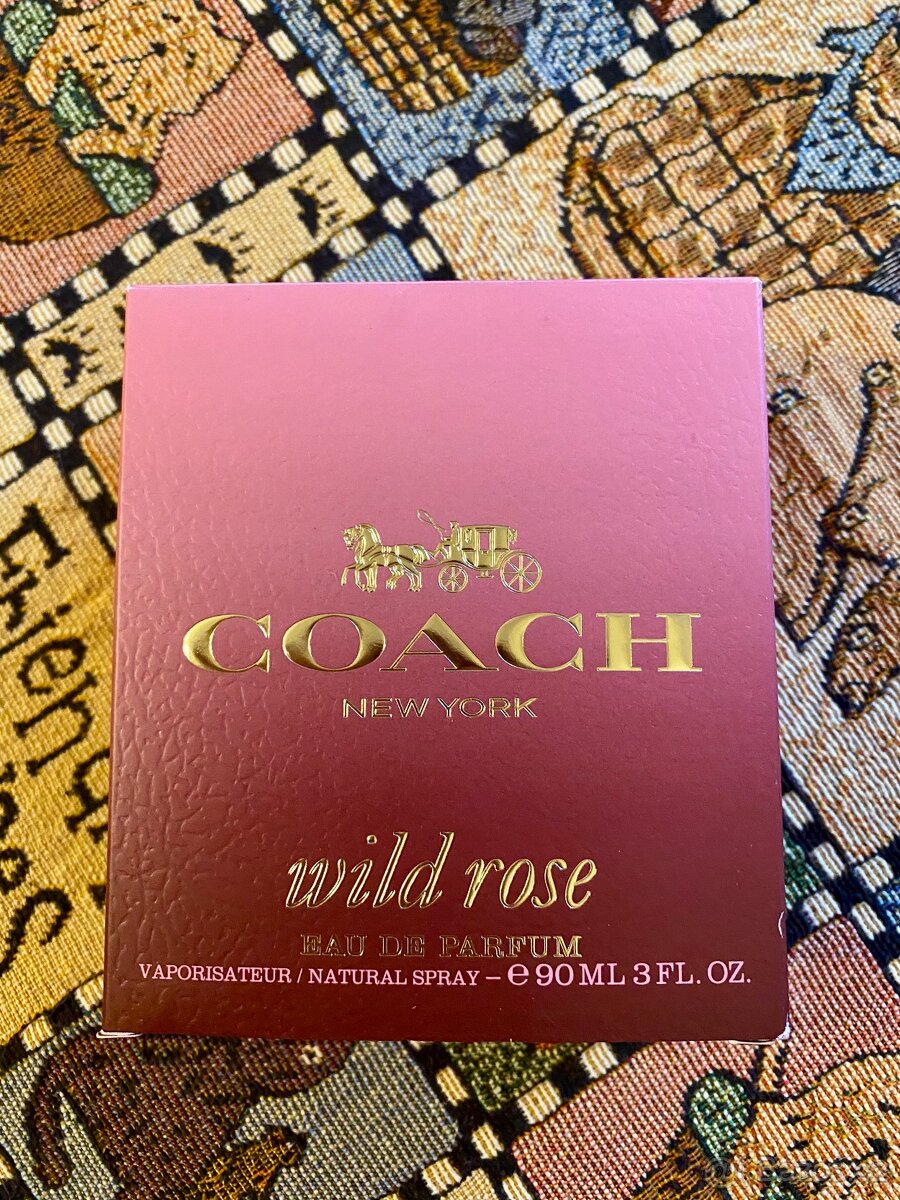 COACH
NEW YORK
wild rose
EAU DE PARFUM
VAPORISATEUR / NATURAL SPRAY – ℮ 90 ML 3 FL. OZ.